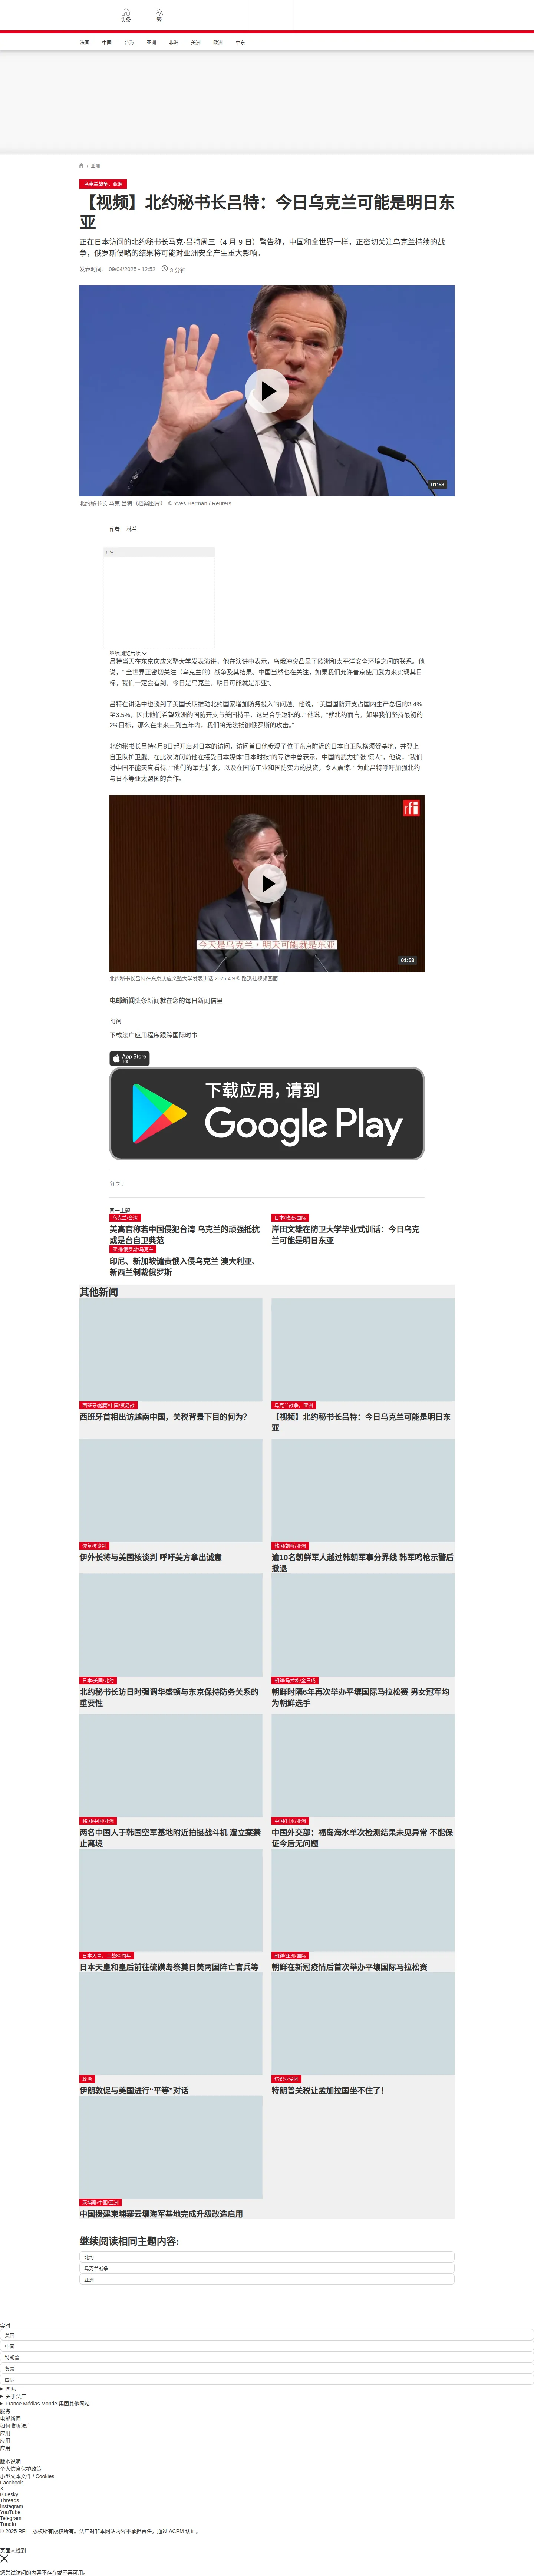 头条
繁
法国
中国
台海
亚洲
非洲
美洲
欧洲
中东
/ 亚洲
乌克兰战争、亚洲
【视频】北约秘书长吕特：今日乌克兰可能是明日东
亚
正在日本访问的北约秘书长马克·吕特周三（4 月 9 日）警告称，中国和全世界一样，正密切关注乌克兰持续的战
争，俄罗斯侵略的结果将可能对亚洲安全产生重大影响。
发表时间： 09/04/2025 - 12:52 3 分钟
01:53
北约秘书长 马克 吕特（档案图片） © Yves Herman / Reuters
作者： 林兰
广告
继续浏览后续
吕特当天在东京庆应义塾大学发表演讲，他在演讲中表示，乌俄冲突凸显了欧洲和太平洋安全环境之间的联系。他
说，" 全世界正密切关注（乌克兰的）战争及其结果。中国当然也在关注，如果我们允许普京使用武力来实现其目
标，我们一定会看到，今日是乌克兰，明日可能就是东亚"。
吕特在讲话中也谈到了美国长期推动北约国家增加防务投入的问题。他说，"美国国防开支占国内生产总值的3.4%
至3.5%，因此他们希望欧洲的国防开支与美国持平，这是合乎逻辑的。" 他说，"就北约而言，如果我们坚持最初的
2%目标，那么在未来三到五年内，我们将无法抵御俄罗斯的攻击。"
北约秘书长吕特4月8日起开启对日本的访问，访问首日他参观了位于东京附近的日本自卫队横须贺基地，并登上
自卫队护卫舰。在此次访问前他在接受日本媒体"日本时报"的专访中曾表示，中国的武力扩张"惊人"，他说，"我们
对中国不能天真看待。""他们的军力扩张，以及在国防工业和国防实力的投资，令人震惊。" 为此吕特呼吁加强北约
与日本等亚太盟国的合作。
rfi
今天是乌克兰，明天可能就是东亚
01:53
北约秘书长吕特在东京庆应义塾大学发表讲话 2025 4 9 © 路透社视频画面
电邮新闻头条新闻就在您的每日新闻信里
订阅
下载法广应用程序跟踪国际时事
App Store
下载
下载应用，请到
Google Play
分享 :
同一主题
乌克兰/台湾
美高官称若中国侵犯台湾 乌克兰的顽强抵抗
或是台自卫典范
日本/政治/国际
岸田文雄在防卫大学毕业式训话：今日乌克
兰可能是明日东亚
亚洲/俄罗斯/乌克兰
印尼、新加坡谴责俄入侵乌克兰 澳大利亚、
新西兰制裁俄罗斯
其他新闻
西班牙/越南/中国/贸易战
西班牙首相出访越南中国，关税背景下目的何为？
乌克兰战争、亚洲
【视频】北约秘书长吕特：今日乌克兰可能是明日东
亚
恢复核谈判
伊外长将与美国核谈判 呼吁美方拿出诚意
韩国/朝鲜/亚洲
逾10名朝鲜军人越过韩朝军事分界线 韩军鸣枪示警后
撤退
日本/美国/北约
北约秘书长访日时强调华盛顿与东京保持防务关系的
重要性
朝鲜/马拉松/金日成
朝鲜时隔6年再次举办平壤国际马拉松赛 男女冠军均
为朝鲜选手
韩国/中国/亚洲
两名中国人于韩国空军基地附近拍摄战斗机 遭立案禁
止离境
中国/日本/亚洲
中国外交部：福岛海水单次检测结果未见异常 不能保
证今后无问题
日本天皇、二战80周年
日本天皇和皇后前往硫磺岛祭奠日美两国阵亡官兵等
朝鲜/亚洲/国际
朝鲜在新冠疫情后首次举办平壤国际马拉松赛
政治
伊朗敦促与美国进行"平等"对话
纺织业受困
特朗普关税让孟加拉国坐不住了！
柬埔寨/中国/亚洲
中国援建柬埔寨云壤海军基地完成升级改造启用
继续阅读相同主题内容:
北约
乌克兰战争
亚洲
实时
美国
中国
特朗普
贸易
国际
国际
关于法广
France Médias Monde 集团其他网站
服务
电邮新闻
如何收听法广
应用
应用
应用
版本说明
个人信息保护政策
小型文本文件 / Cookies
Facebook
X
Bluesky
Threads
Instagram
YouTube
Telegram
TuneIn
© 2025 RFI – 版权所有版权所有。法广对非本网站内容不承担责任。通过 ACPM 认证。
页面未找到
您尝试访问的内容不存在或不再可用。